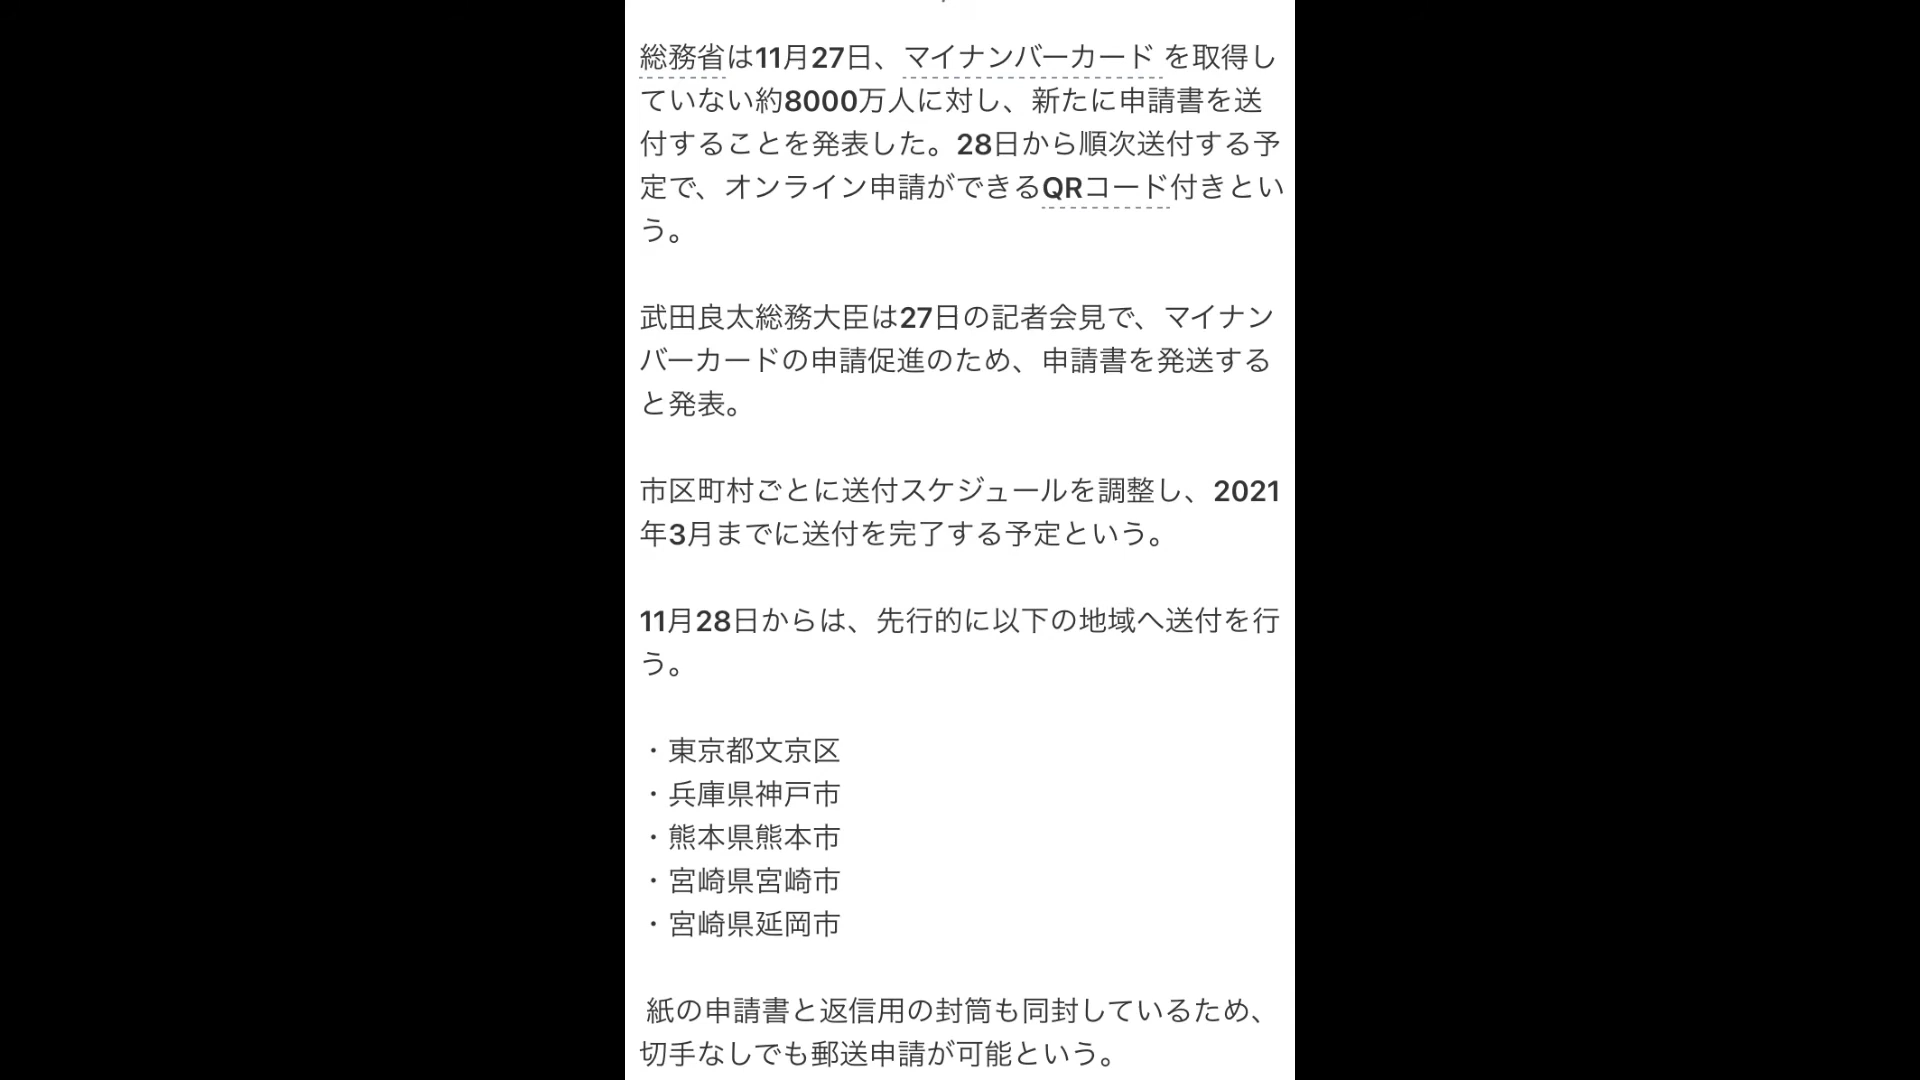 総務省は11月27日、マイナンバーカード を取得し
ていない約8000万人に対し、新たに申請書を送
付することを発表した。28日から順次送付する予
定で、オンライン申請ができるQRコード付きとい
う。
武田良太総務大臣は27日の記者会見で、マイナン
バーカードの申請促進のため、申請書を発送する
と発表。
市区町村ごとに送付スケジュールを調整し、2021
年3月までに送付を完了する予定という。
11月28日からは、先行的に以下の地域へ送付を行
う。
・東京都文京区
・兵庫県神戸市
・熊本県熊本市
・宮崎県宮崎市
・宮崎県延岡市
紙の申請書と返信用の封筒も同封しているため、
切手なしでも郵送申請が可能という。